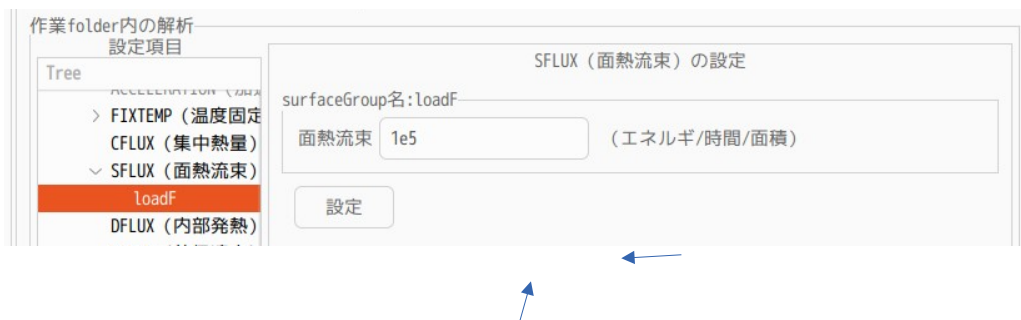 作業folder内の解析
設定項目
Tree
FIXTEMP (温度固定
CFLUX (集中熱量)
SFLUX (面熱流束)
loadF
DFLUX (内部発熱)
SFLUX (面熱流束) の設定
surfaceGroup名:loadF
面熱流束 1e5 (エネルギ/時間/面積)
設定